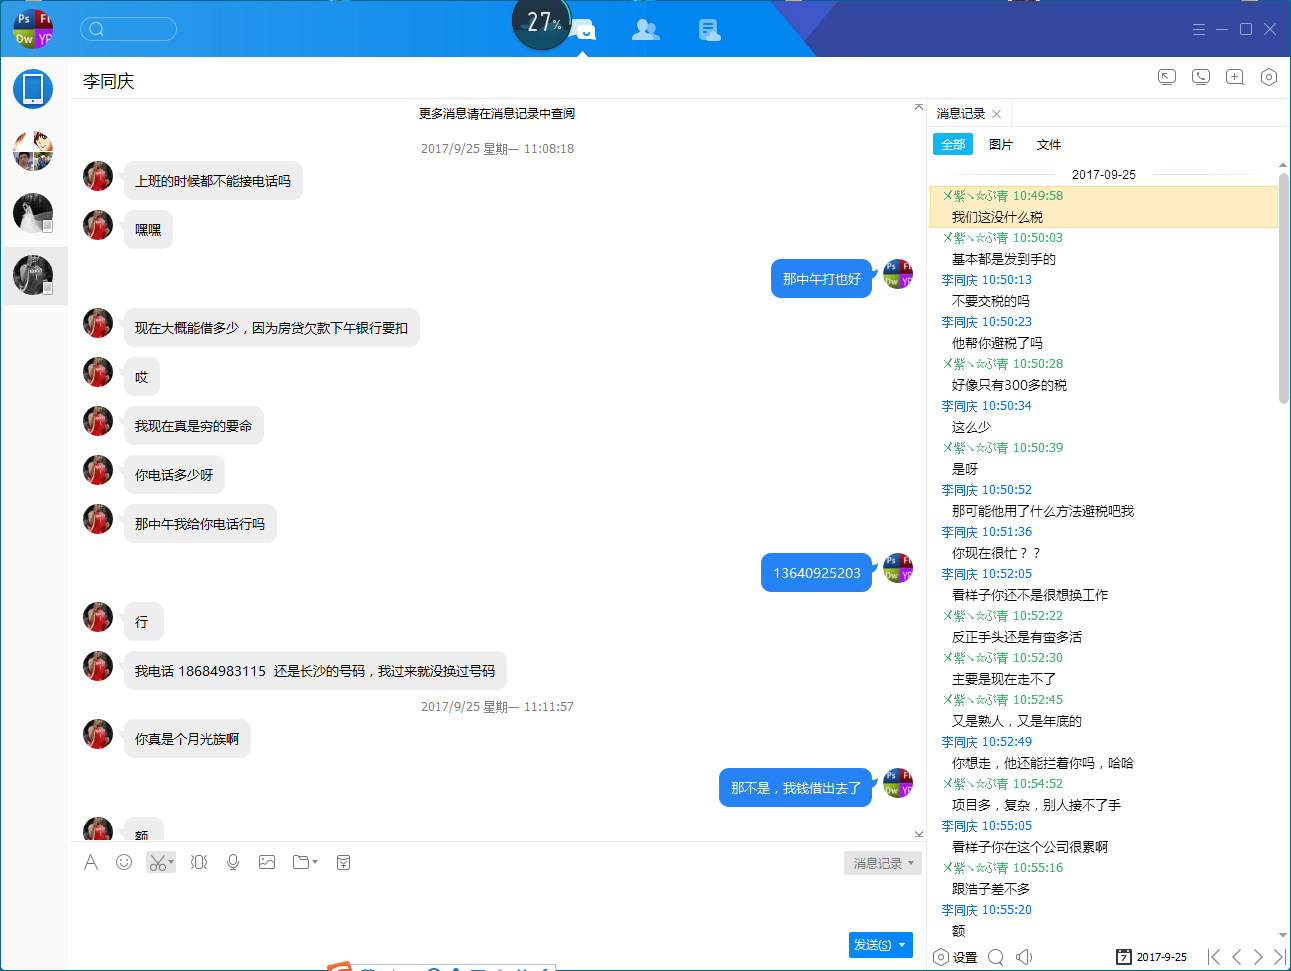 27%
李同庆
更多消息请在消息记录中查阅
2017/9/25 星期一 11:08:18
上班的时候都不能接电话吗
嘿嘿
那中午打也好
现在大概能借多少，因为房贷欠款下午银行要扣
哎
我现在真是穷的要命
你电话多少呀
那中午我给你电话行吗
13640925203
行
我电话 18684983115  还是长沙的号码，我过来就没换过号码
2017/9/25 星期一 11:11:57
你真是个月光族啊
那不是，我钱借出去了
额
消息记录
发送(S)
消息记录
全部 图片 文件
2017-09-25
乄紫↘☆ぷ青 10:49:58
我们这没什么税
乄紫↘☆ぷ青 10:50:03
基本都是发到手的
李同庆 10:50:13
不要交税的吗
李同庆 10:50:23
他帮你避税了吗
乄紫↘☆ぷ青 10:50:28
好像只有300多的税
李同庆 10:50:34
这么少
乄紫↘☆ぷ青 10:50:39
是呀
李同庆 10:50:52
那可能他用了什么方法避税吧我
李同庆 10:51:36
你现在很忙？？
李同庆 10:52:05
看样子你还不是很想换工作
乄紫↘☆ぷ青 10:52:22
反正手头还是有蛮多活
乄紫↘☆ぷ青 10:52:30
主要是现在走不了
乄紫↘☆ぷ青 10:52:45
又是熟人，又是年底的
李同庆 10:52:49
你想走，他还能拦着你吗，哈哈
乄紫↘☆ぷ青 10:54:52
项目多，复杂，别人接不了手
李同庆 10:55:05
看样子你在这个公司很累啊
乄紫↘☆ぷ青 10:55:16
跟浩子差不多
李同庆 10:55:20
额
设置
7 2017-9-25